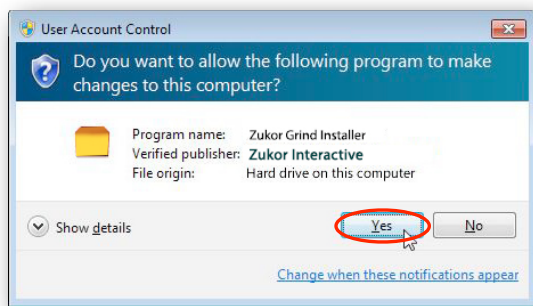 User Account Control
Do you want to allow the following program to make
changes to this computer?
Program name: Zukor Grind Installer
Verified publisher: Zukor Interactive
File origin: Hard drive on this computer
Show details Yes No
Change when these notifications appear